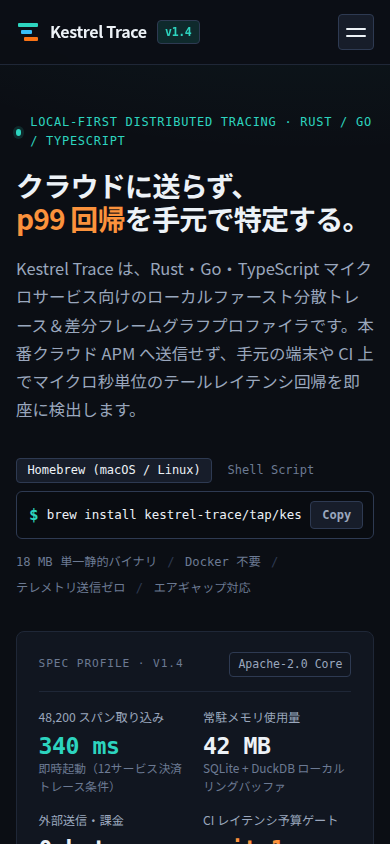 Kestrel Trace v1.4
LOCAL-FIRST DISTRIBUTED TRACING · RUST / GO
/ TYPESCRIPT
クラウドに送らず、
p99 回帰を手元で特定する。
Kestrel Trace は、Rust・Go・TypeScript マイク
ロサービス向けのローカルファースト分散トレ
ース＆差分フレームグラフプロファイラです。本
番クラウド APM へ送信せず、手元の端末や CI 上
でマイクロ秒単位のテールレイテンシ回帰を即
座に検出します。
Homebrew (macOS / Linux) Shell Script
$ brew install kestrel-trace/tap/kes Copy
18 MB 単一静的バイナリ / Docker 不要 /
テレメトリ送信ゼロ / エアギャップ対応
SPEC PROFILE · V1.4 Apache-2.0 Core
48,200 スパン取り込み
340 ms
即時起動（12サービス決済
トレース条件）
常駐メモリ使用量
42 MB
SQLite + DuckDB ローカル
リングバッファ
外部送信・課金
CI レイテンシ予算ゲート